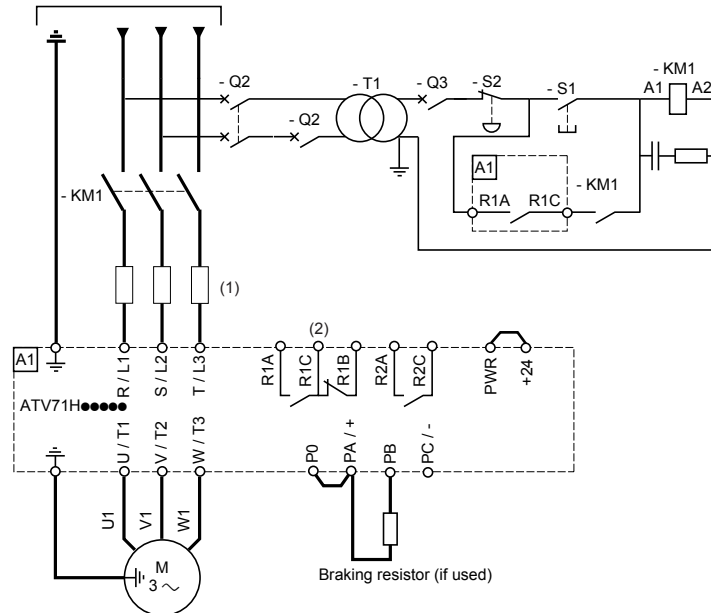 - Q2
- T1
- Q3
- S2
- S1
- KM1
A1
A2
- Q2
A1
- KM1
R1A
R1C
- KM1
(1)
(2)
A1
R / L1
S / L2
T / L3
R1A
R1C
R1B
R2A
R2C
PWR
+24
ATV71H●●●●●
U / T1
V / T2
W / T3
P0
PA / +
PB
PC / -
U1
V1
W1
M
3 ~
Braking resistor (if used)